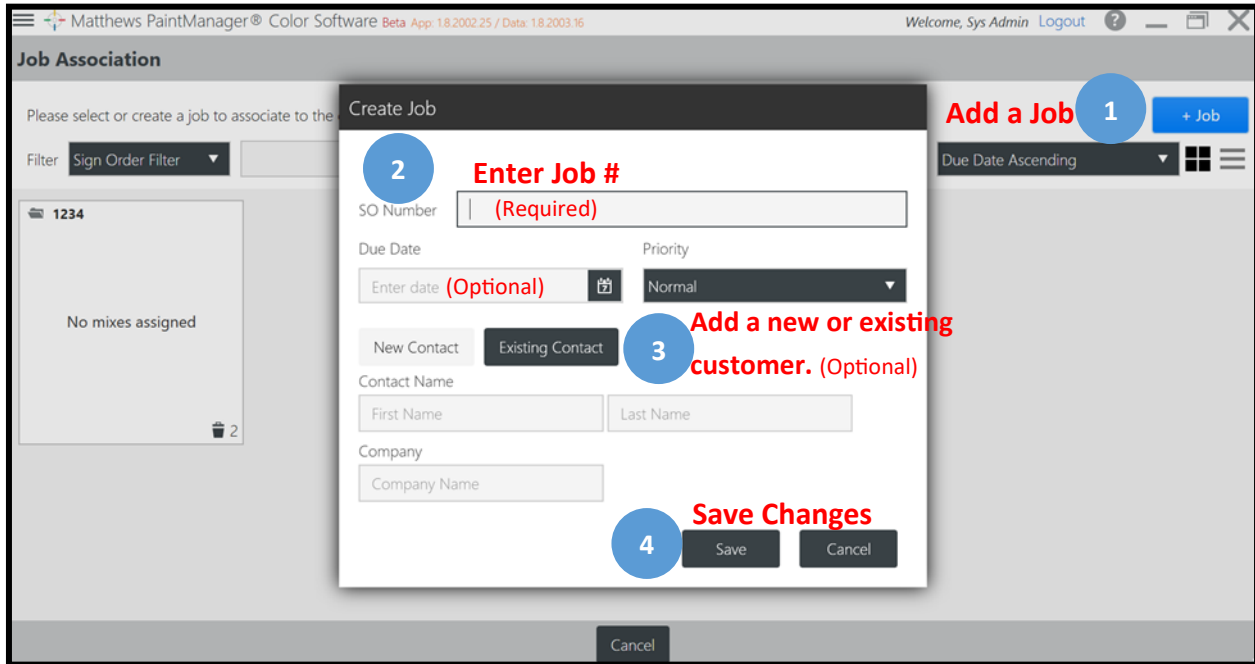 Matthews PaintManager® Color Software Beta App: 1.8.2002.25 / Data: 1.8.2003.16
Welcome, Sys Admin Logout ?
Job Association
Please select or create a job to associate to the
Add a Job 1 + Job
Filter Sign Order Filter
Due Date Ascending
1234
No mixes assigned
2
Create Job
2 Enter Job #
SO Number (Required)
Due Date Priority
Enter date (Optional) 7 Normal
New Contact Existing Contact 3 Add a new or existing
customer. (Optional)
Contact Name
First Name Last Name
Company
Company Name
Save Changes
4 Save Cancel
Cancel